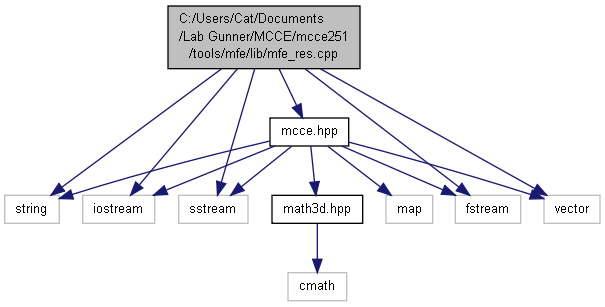 C:/Users/Cat/Documents
/Lab Gunner/MCCE/mcce251
/tools/mfe/lib/mfe_res.cpp
mcce.hpp
string
iostream
sstream
math3d.hpp
map
fstream
vector
cmath